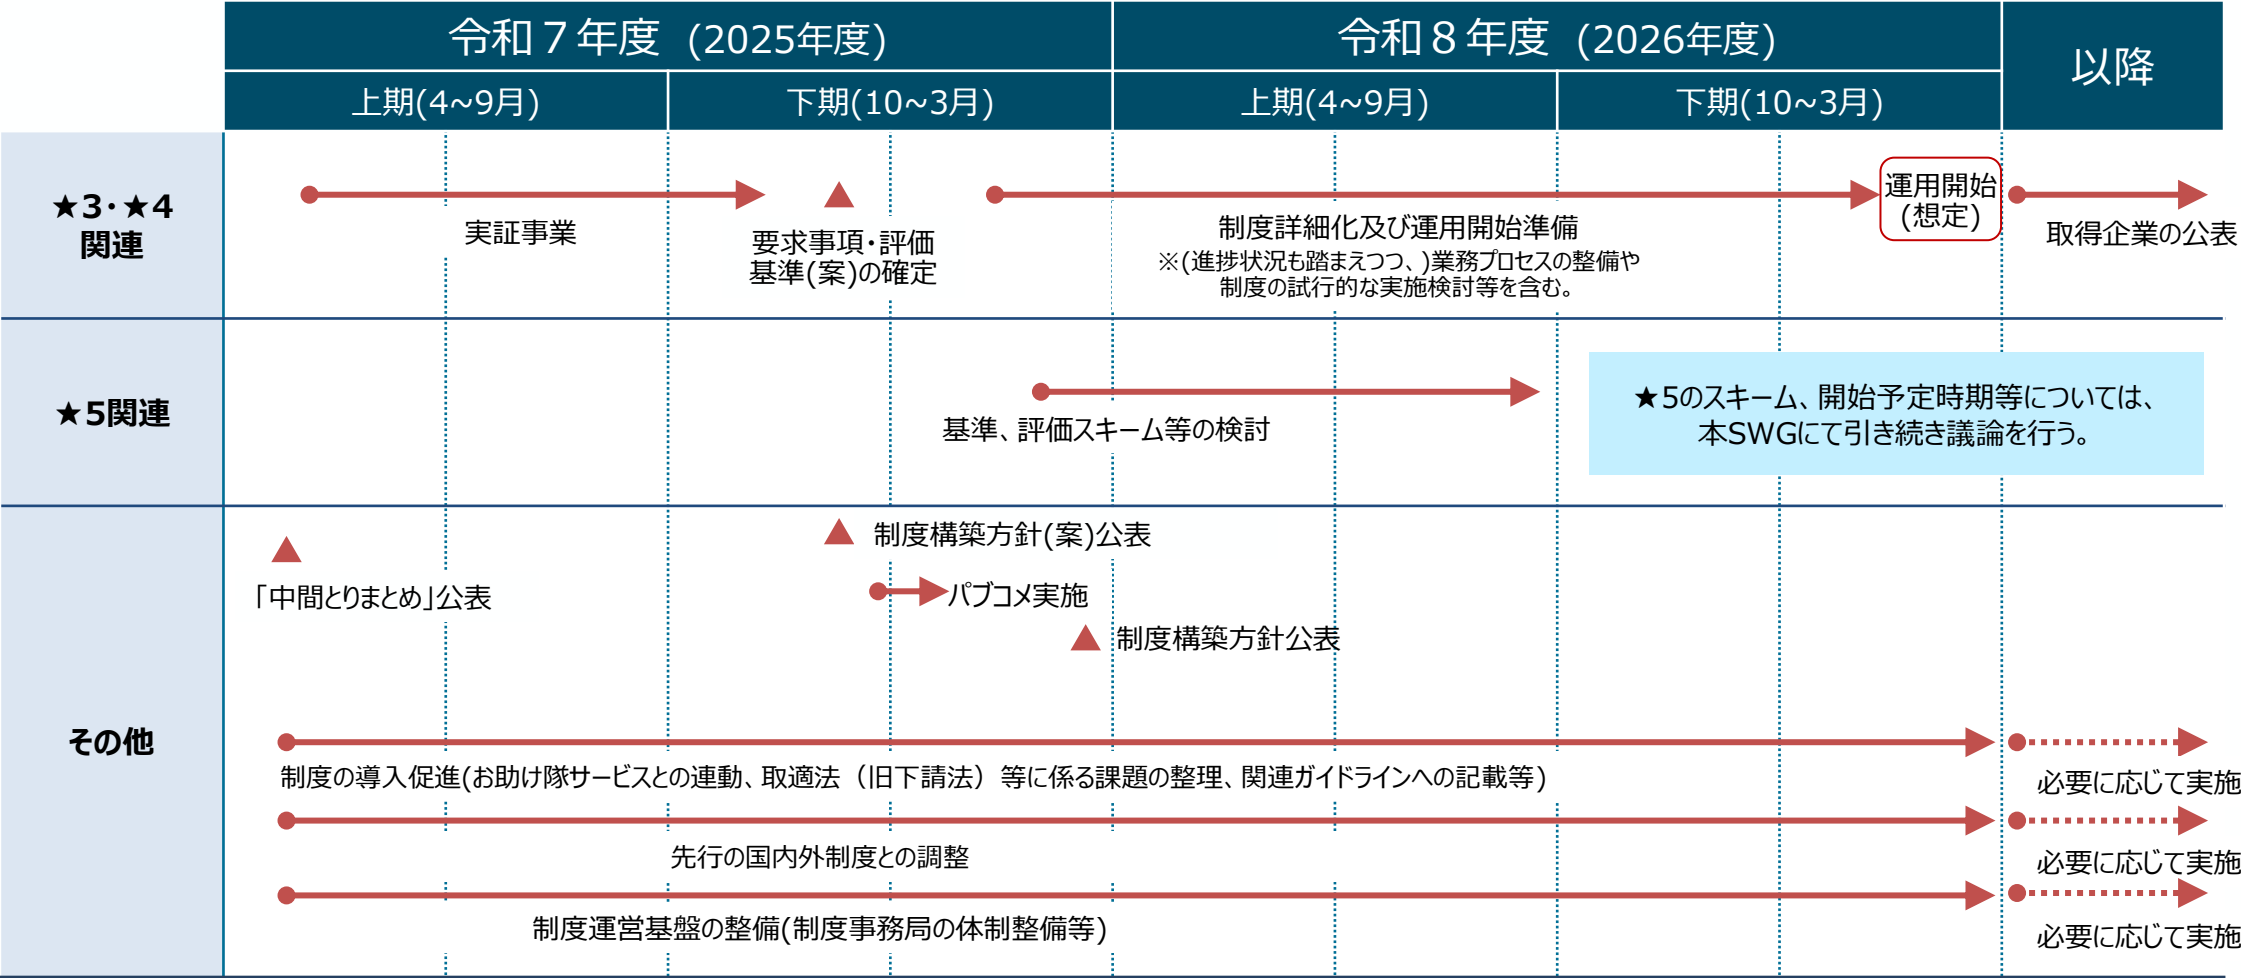 令和７年度 (2025年度)
令和８年度 (2026年度)
以降
上期(4~9月)
下期(10~3月)
上期(4~9月)
下期(10~3月)
★3・★4
関連
実証事業
要求事項・評価
基準(案)の確定
制度詳細化及び運用開始準備
※(進捗状況も踏まえつつ、)業務プロセスの整備や
制度の試行的な実施検討等を含む。
運用開始
(想定)
取得企業の公表
★5関連
基準、評価スキーム等の検討
★5のスキーム、開始予定時期等については、
本SWGにて引き続き議論を行う。
その他
「中間とりまとめ」公表
制度構築方針(案)公表
パブコメ実施
制度構築方針公表
制度の導入促進(お助け隊サービスとの連動、取適法（旧下請法）等に係る課題の整理、関連ガイドラインへの記載等)
必要に応じて実施
先行の国内外制度との調整
必要に応じて実施
制度運営基盤の整備(制度事務局の体制整備等)
必要に応じて実施